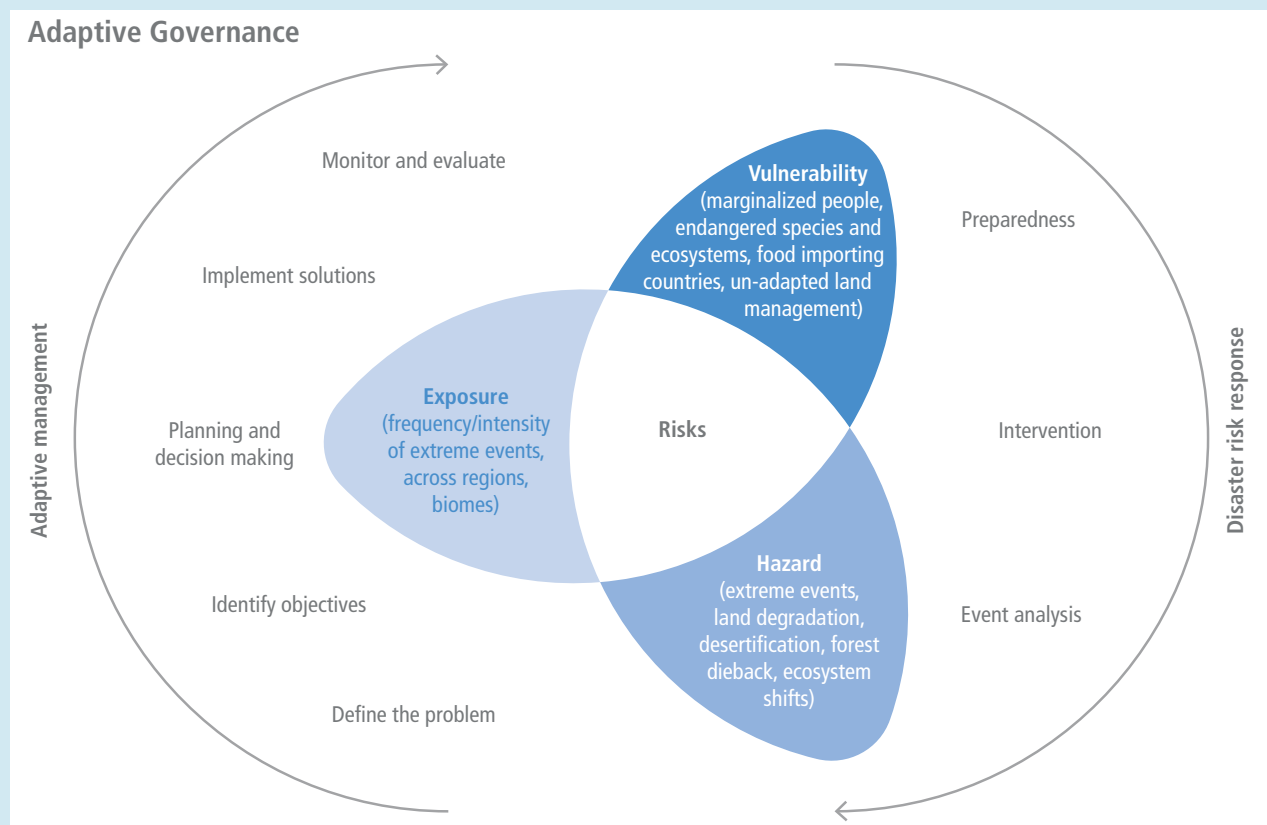 Adaptive Governance
Adaptive management
Monitor and evaluate
Implement solutions
Planning and
decision making
Identify objectives
Define the problem
Exposure
(frequency/intensity
of extreme events,
across regions,
biomes)
Risks
Vulnerability
(marginalized people,
endangered species and
ecosystems, food importing
countries, un-adapted land
management)
Hazard
(extreme events,
land degradation,
desertification, forest
dieback, ecosystem
shifts)
Preparedness
Intervention
Event analysis
Disaster risk response